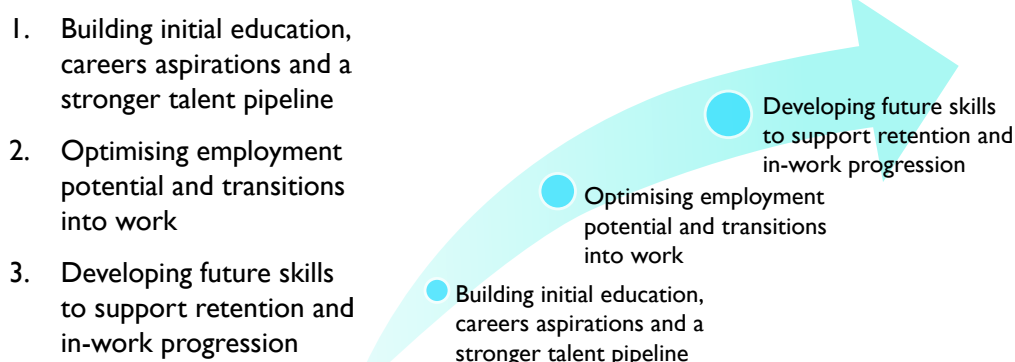 1. Building initial education,
careers aspirations and a
stronger talent pipeline
2. Optimising employment
potential and transitions
into work
3. Developing future skills
to support retention and
in-work progression
Developing future skills
to support retention and
in-work progression
Optimising employment
potential and transitions
into work
Building initial education,
careers aspirations and a
stronger talent pipeline